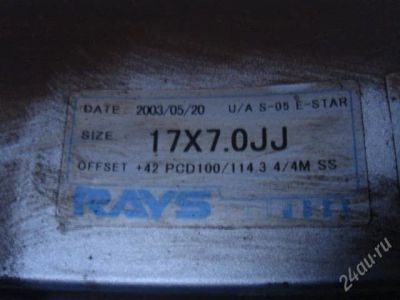 DATE: 2003/05/20 U/A S-05 E-STAR
SIZE: 17X7.0JJ
OFFSET +42 PCD100/114.3 4/4M SS
RAYS
24au.ru